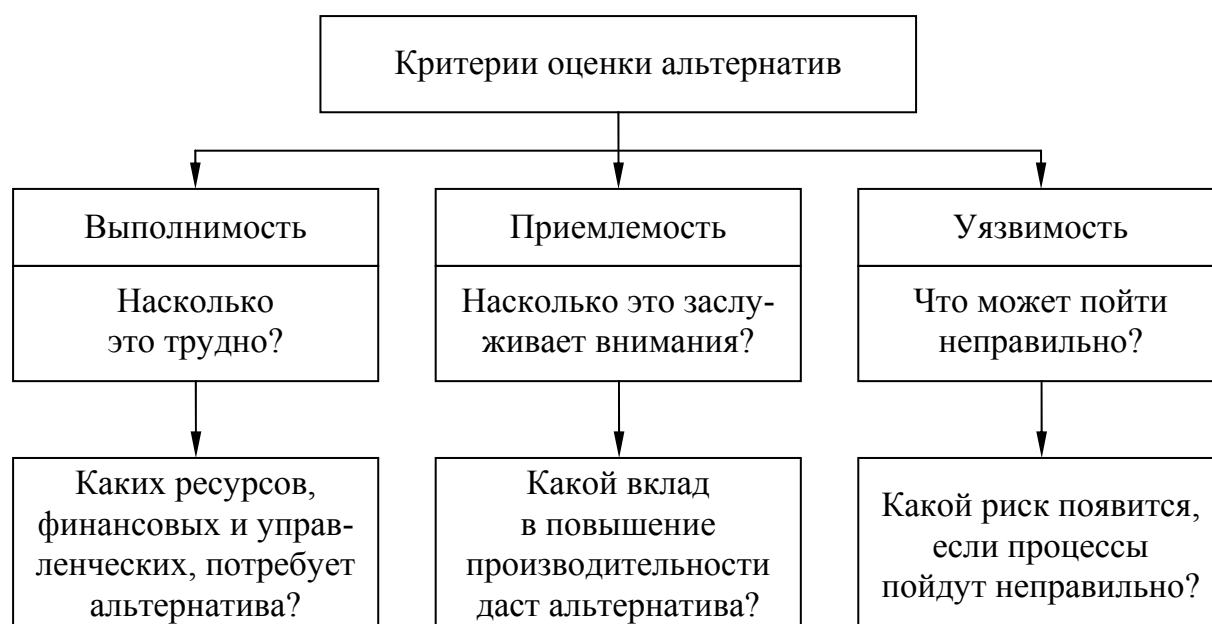 Критерии оценки альтернатив
Выполнимость
Насколько
это трудно?
Каких ресурсов,
финансовых и управ-
ленческих, потребует
альтернатива?
Приемлемость
Насколько это заслу-
живает внимания?
Какой вклад
в повышение
производительности
даст альтернатива?
Уязвимость
Что может пойти
неправильно?
Какой риск появится,
если процессы
пойдут неправильно?